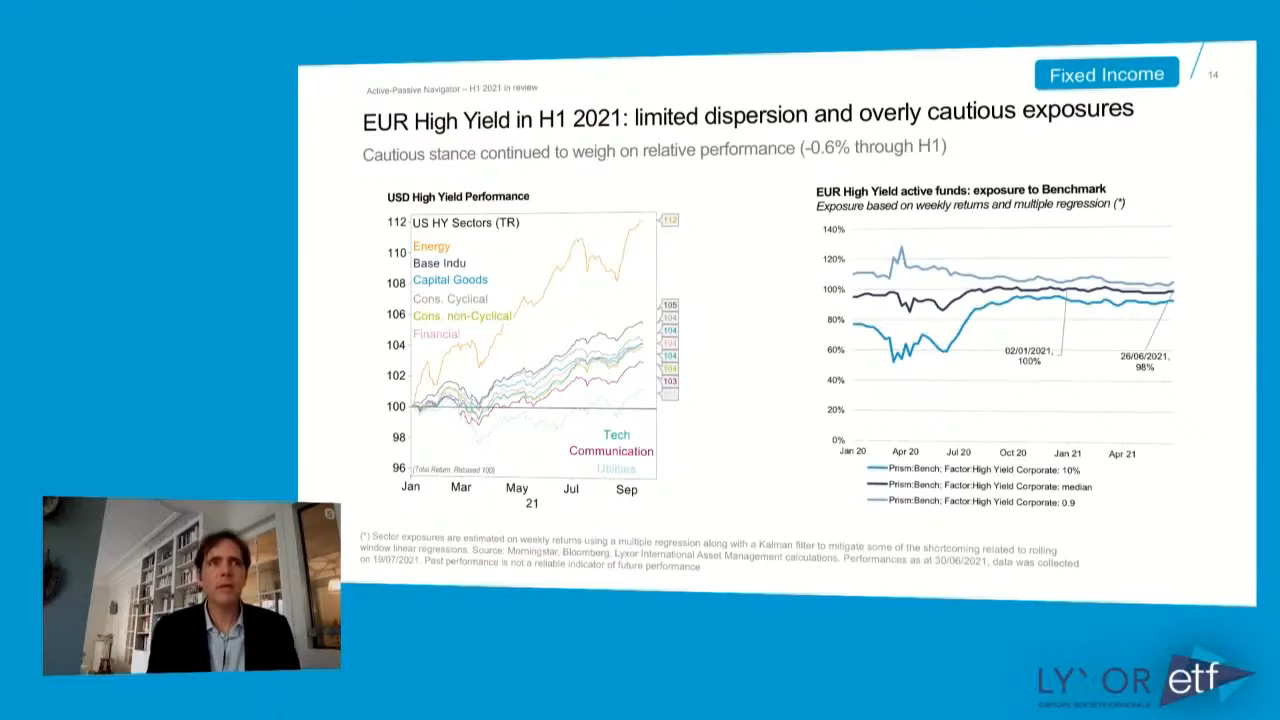 Fixed Income
14
Active-Passive Navigator – H1 2021 in review
EUR High Yield in H1 2021: limited dispersion and overly cautious exposures
Cautious stance continued to weigh on relative performance (-0.6% through H1)
USD High Yield Performance
112
US HY Sectors (TR)
112
Energy
110
Base Indu
108
Capital Goods
Cons. Cyclical
106
Cons. non-Cyclical
Financial
105
104
104
104
104
104
104
103
102
100
98
96
Tech
Communication
Utilities
(Total Return, Rebased 100)
Jan Mar May Jul Sep
21
EUR High Yield active funds: exposure to Benchmark
Exposure based on weekly returns and multiple regression (*)
140%
120%
100%
80%
60%
40%
20%
0%
02/01/2021,
100%
26/06/2021,
98%
Jan 20 Apr 20 Jul 20 Oct 20 Jan 21 Apr 21
Prism:Bench; Factor:High Yield Corporate: 10%
Prism:Bench; Factor:High Yield Corporate: median
Prism:Bench; Factor:High Yield Corporate: 0.9
(*) Sector exposures are estimated on weekly returns using a multiple regression along with a Kalman filter to mitigate some of the shortcoming related to rolling
window linear regressions. Source: Morningstar, Bloomberg, Lyxor International Asset Management calculations. Performances as at 30/06/2021, data was collected
on 19/07/2021. Past performance is not a reliable indicator of future performance
LYXOR etf
GROUPE SOCIETE GENERALE